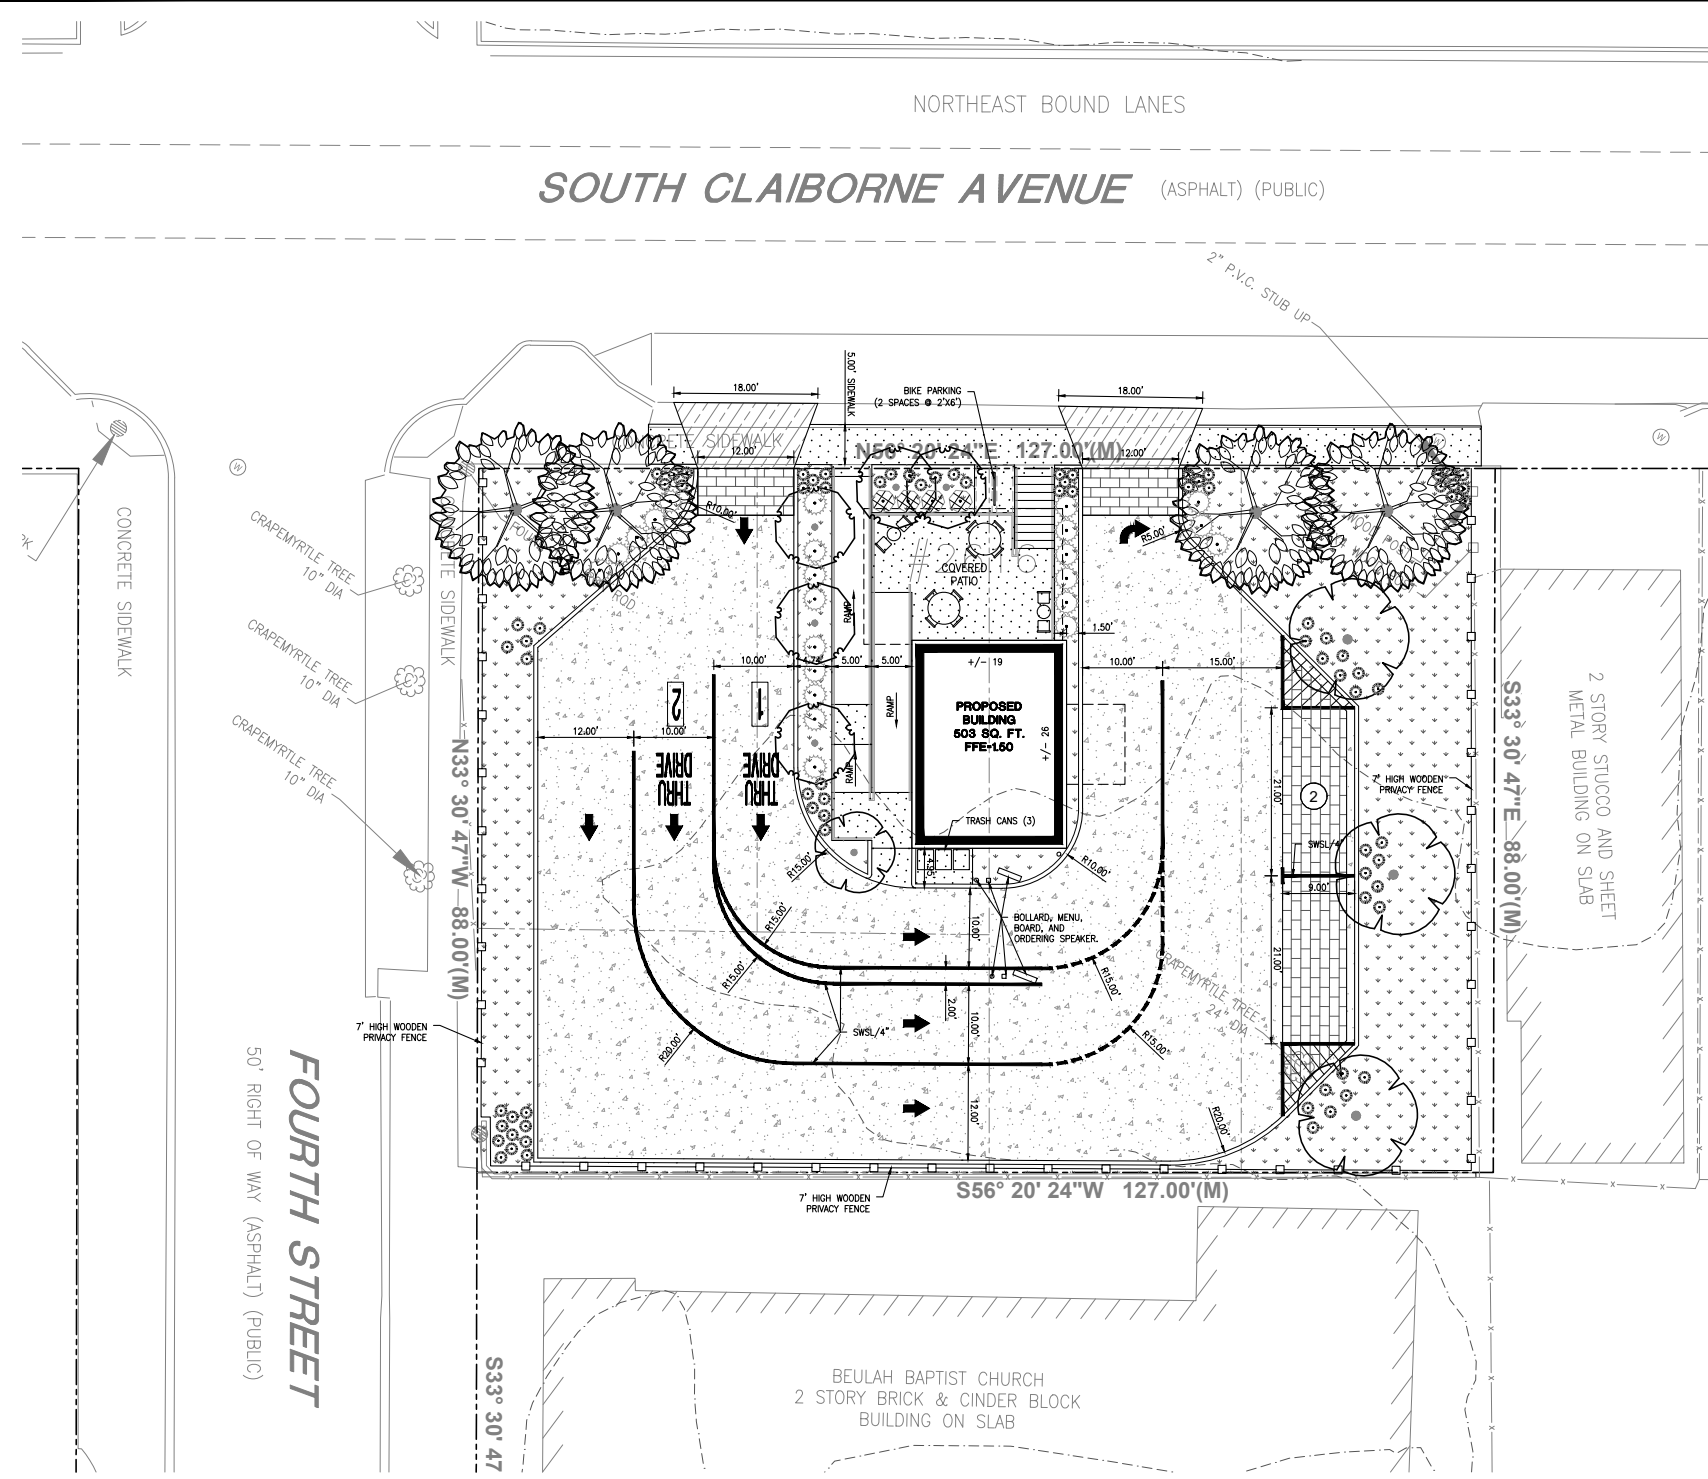 NORTHEAST BOUND LANES
SOUTH CLAIBORNE AVENUE (ASPHALT) (PUBLIC)
2" P.V.C. STUB UP
18.00'
5.00' SIDEWALK
BIKE PARKING
(2 SPACES @ 2'X6')
18.00'
CONCRETE SIDEWALK
12.00'
N56° 20' 24"E 127.00'(M)
12.00'
R10.00'
R5.00'
CRAPEMYRTLE TREE
10" DIA
CRAPEMYRTLE TREE
10" DIA
CRAPEMYRTLE TREE
10" DIA
COVERED
PATIO
RAMP
1.50'
10.00'
5.00'
5.00'
+/- 19
10.00'
15.00'
2
1
RAMP
RAMP
PROPOSED
BUILDING
503 SQ. FT.
FFE-1.50
+/- 26
12.00'
10.00'
THRU
DRIVE
THRU
DRIVE
21.00'
2
7' HIGH WOODEN
PRIVACY FENCE
TRASH CANS (3)
SWSL/4"
9.00'
R15.00'
4.95'
R10.00'
R15.00'
10.00'
BOLLARD, MENU,
BOARD, AND
ORDERING SPEAKER.
21.00'
R15.00'
R15.00'
CRAPEMYRTLE TREE
24" DIA
2.00'
10.00'
SWSL/4"
R20.00'
R15.00'
12.00'
R20.00'
7' HIGH WOODEN
PRIVACY FENCE
7' HIGH WOODEN
PRIVACY FENCE
S56° 20' 24"W 127.00'(M)
N33° 30' 47"W 88.00'(M)
S33° 30' 47"E 88.00'(M)
2 STORY STUCCO AND SHEET
METAL BUILDING ON SLAB
CONCRETE SIDEWALK
FOURTH STREET
50' RIGHT OF WAY (ASPHALT) (PUBLIC)
S33° 30' 47
BEULAH BAPTIST CHURCH
2 STORY BRICK & CINDER BLOCK
BUILDING ON SLAB